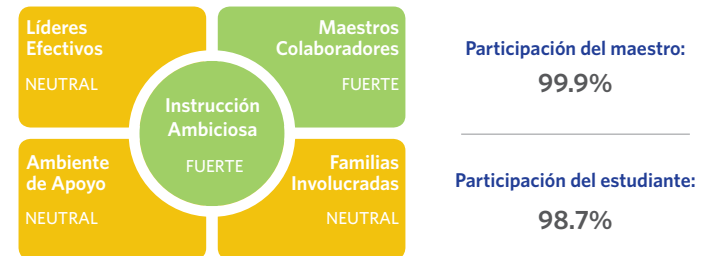 Líderes
Efectivos
NEUTRAL
Maestros
Colaboradores
FUERTE
Instrucción
Ambiciosa
FUERTE
Ambiente
de Apoyo
NEUTRAL
Familias
Involucradas
NEUTRAL
Participación del maestro:
99.9%
Participación del estudiante:
98.7%